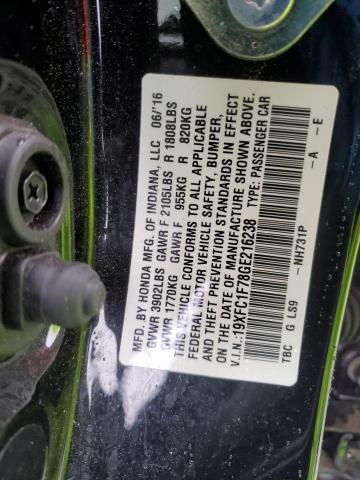 MFD. BY HONDA MFG. OF INDIANA, LLC 06/'16
GVWR 3902LBS GAWR F 2105LBS R 1808LBS
GVWR 1770KG GAWR F 955KG R 820KG
THIS VEHICLE CONFORMS TO ALL APPLICABLE
FEDERAL MOTOR VEHICLE SAFETY, BUMPER,
AND THEFT PREVENTION STANDARDS IN EFFECT
ON THE DATE OF MANUFACTURE SHOWN ABOVE.
V.I.N.:19XFC1F78GE216238 TYPE: PASSENGER CAR
TBC G LS9 -NH731P -A -E